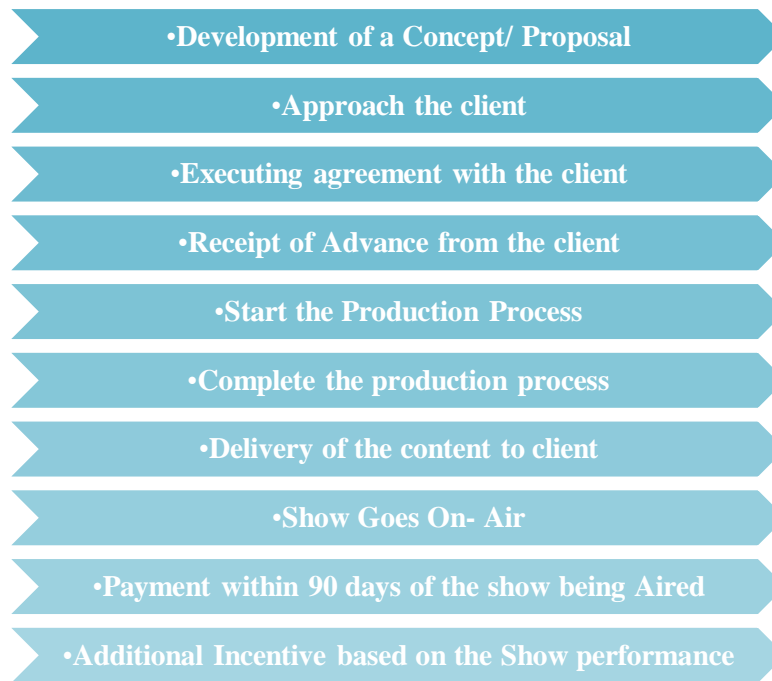 •Development of a Concept/ Proposal
•Approach the client
•Executing agreement with the client
•Receipt of Advance from the client
•Start the Production Process
•Complete the production process
•Delivery of the content to client
•Show Goes On- Air
•Payment within 90 days of the show being Aired
•Additional Incentive based on the Show performance